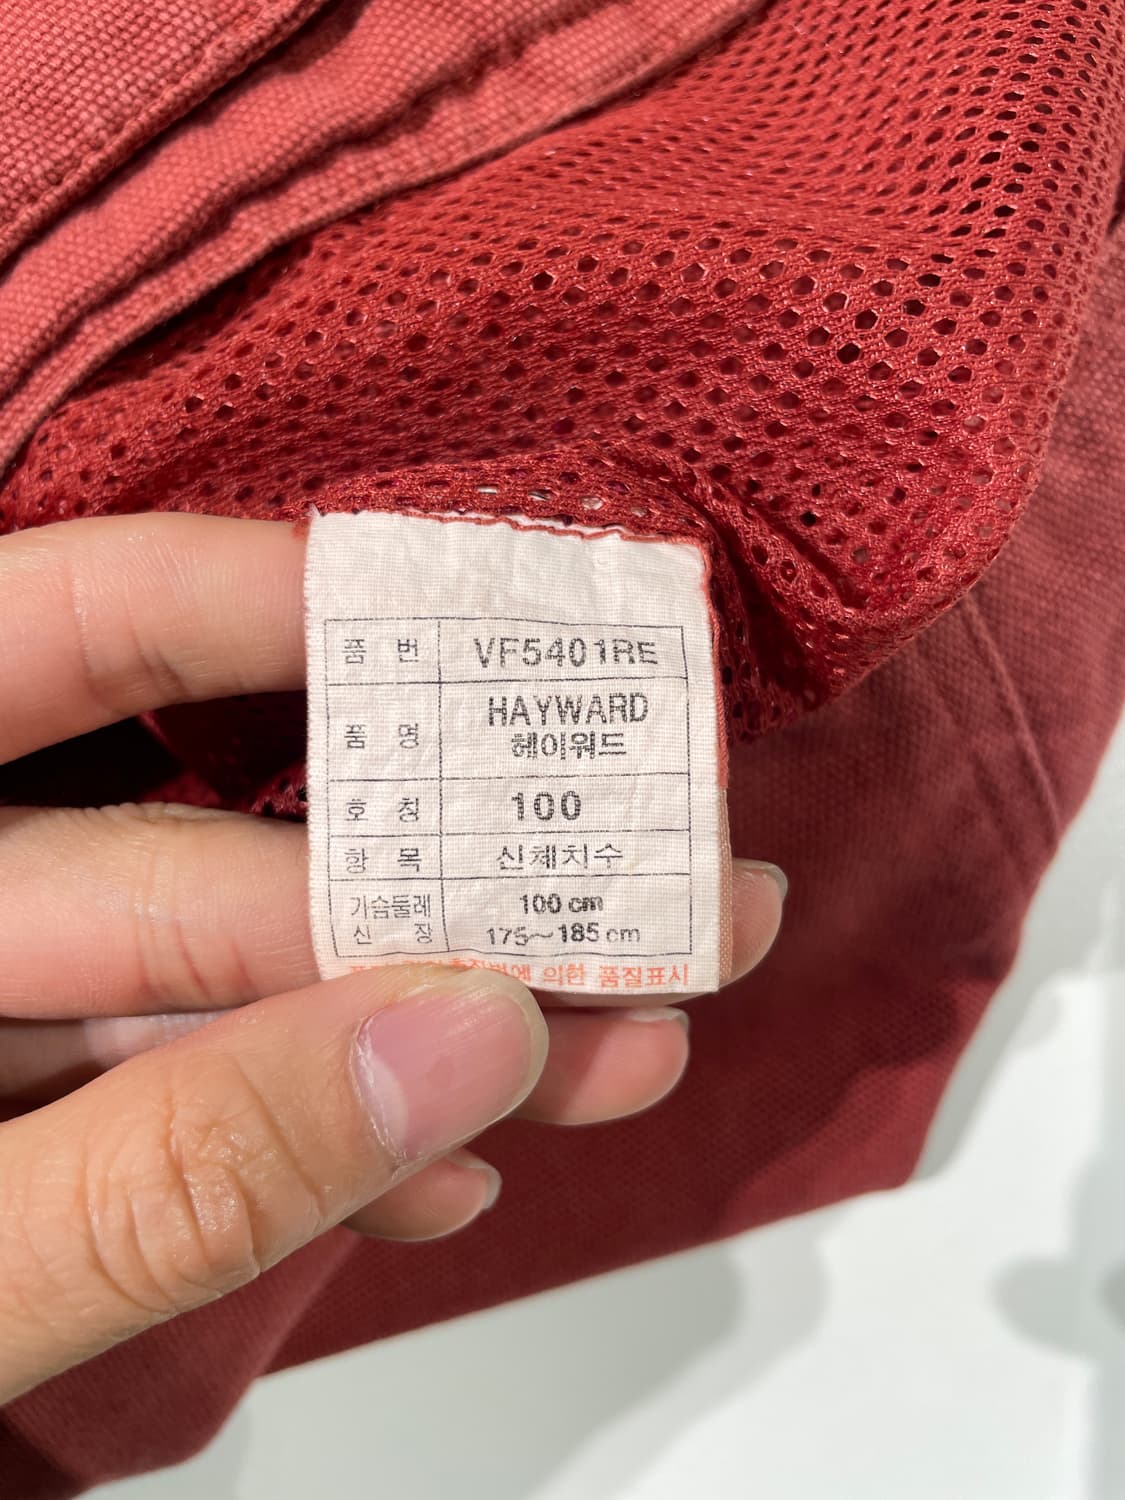 품 번 VF5401RE
품 명 HAYWARD
헤이워드
호 칭 100
항 목 신체치수
가슴둘레 100 cm
신 장 175~185 cm
의한 품질표시